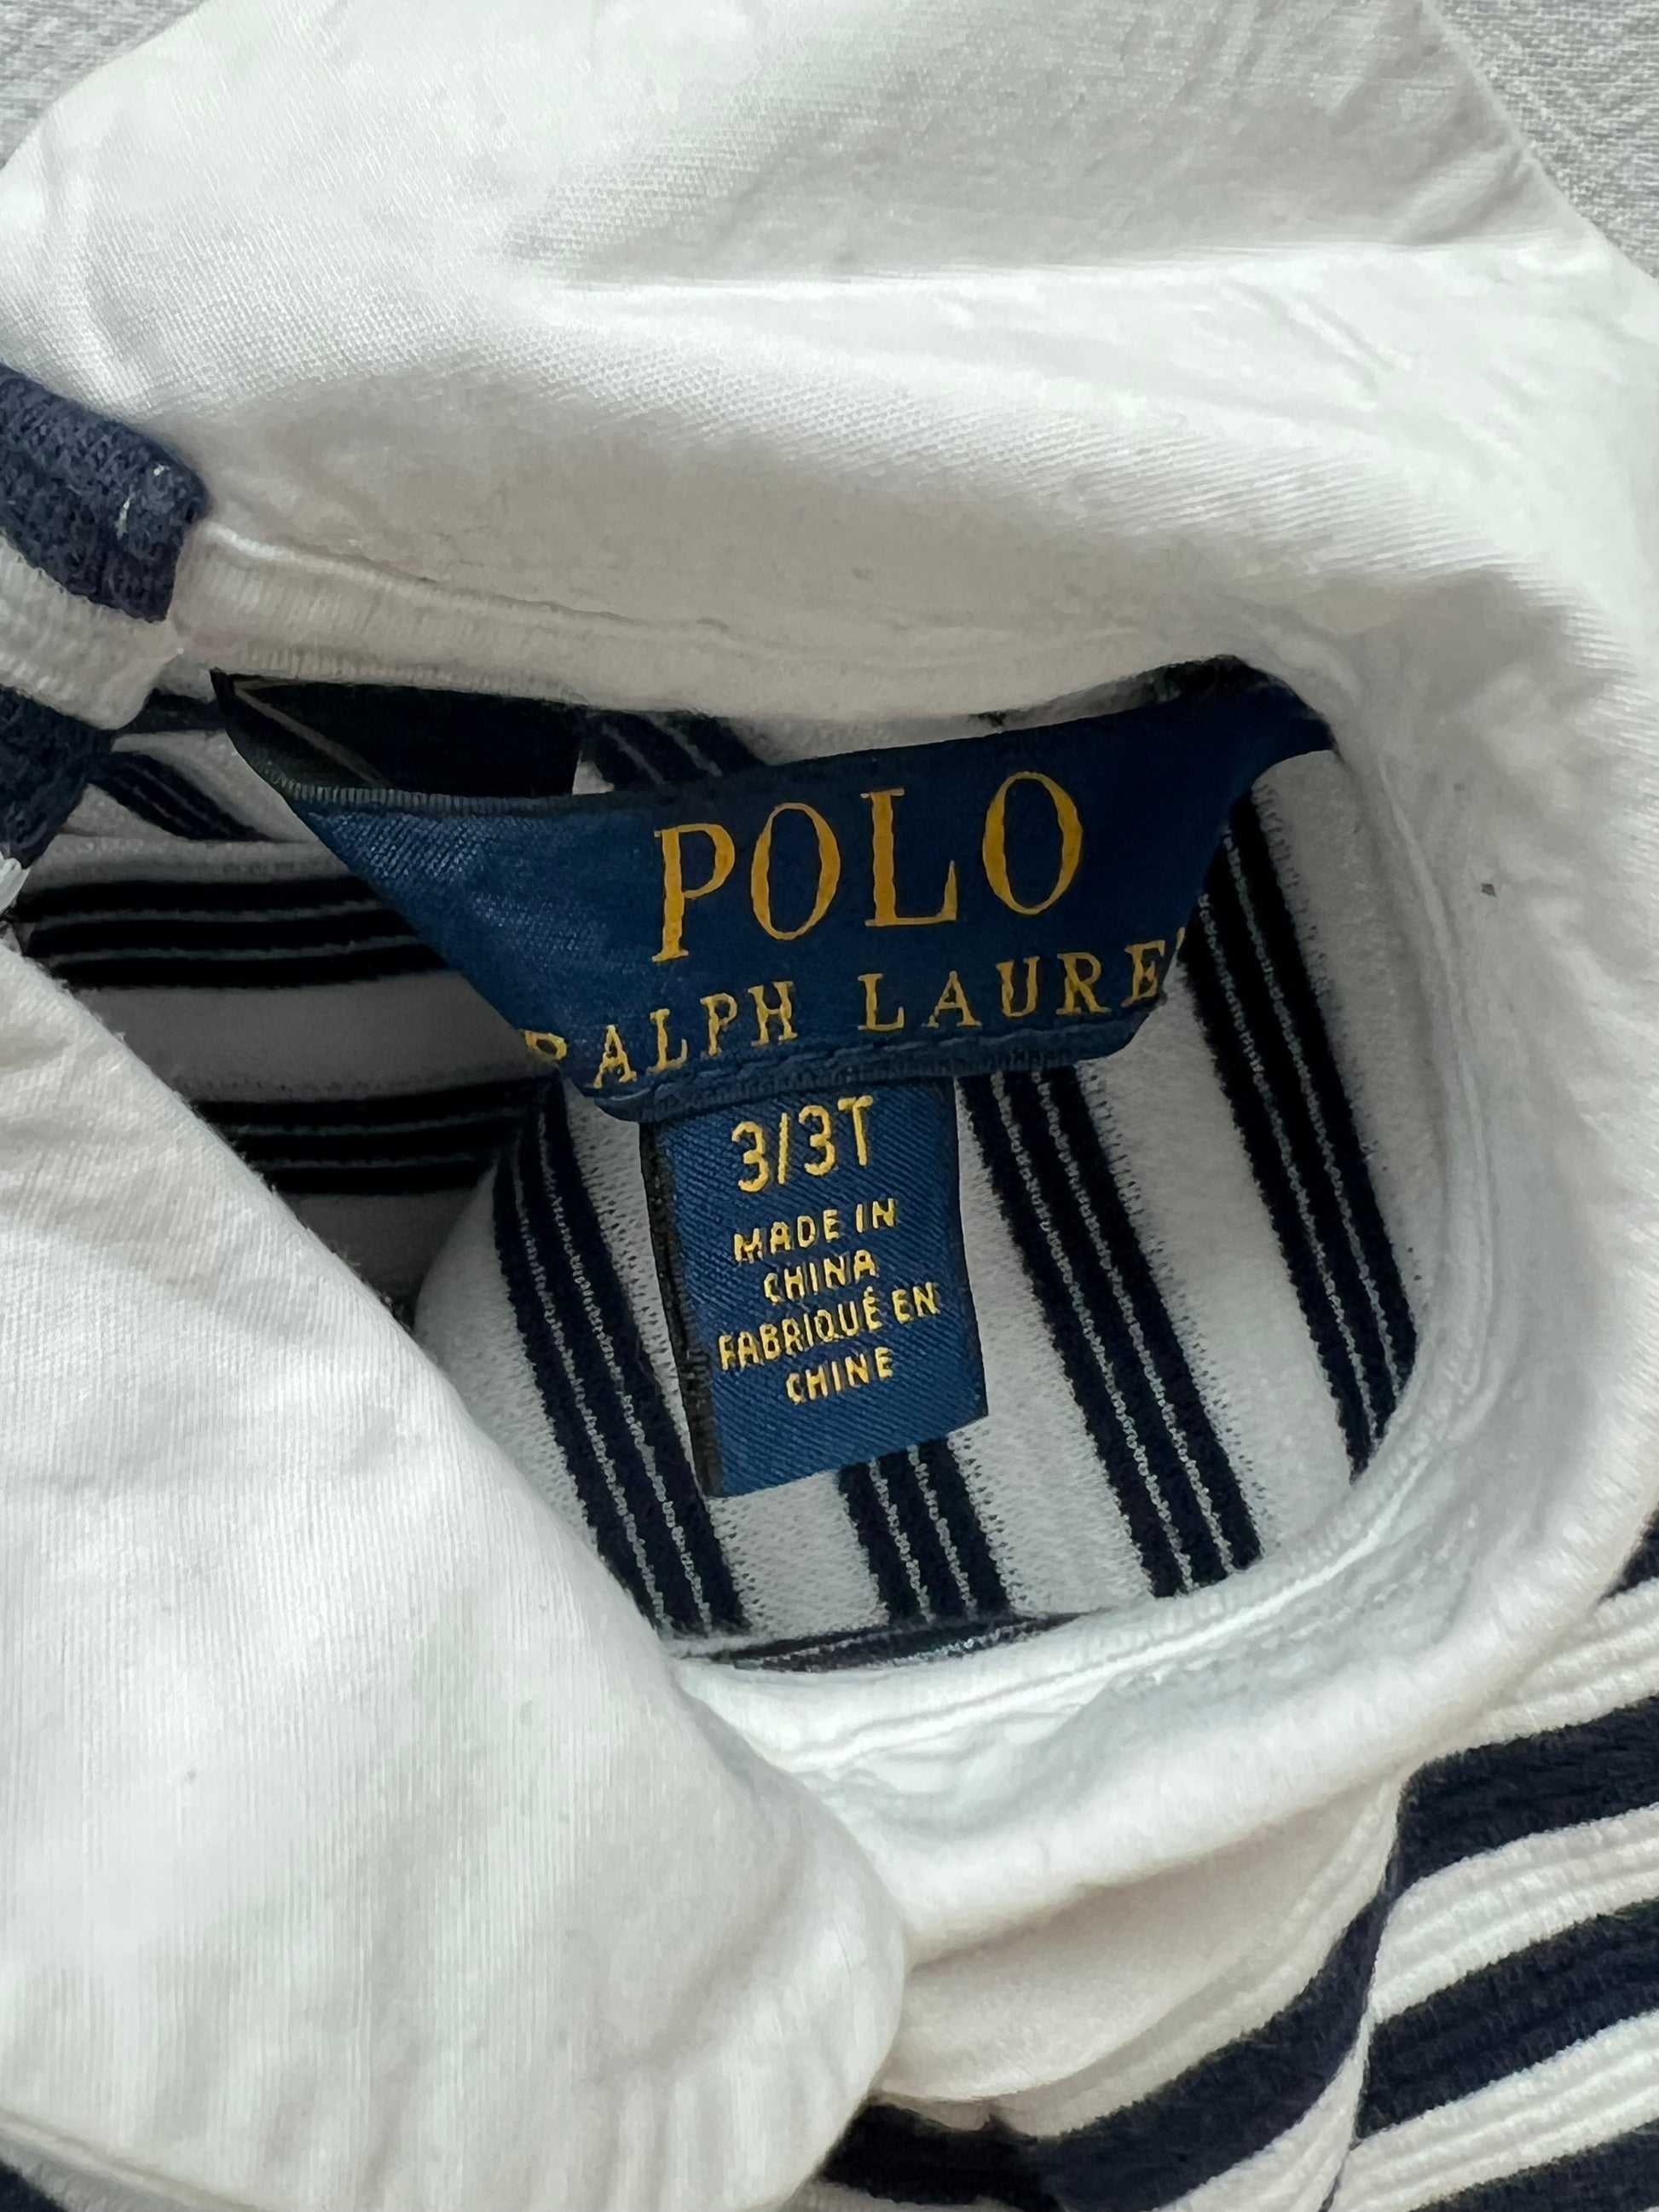 POLO
RALPH LAURE
3/3T
MADE IN
CHINA
FABRIQUÉ EN
CHINE